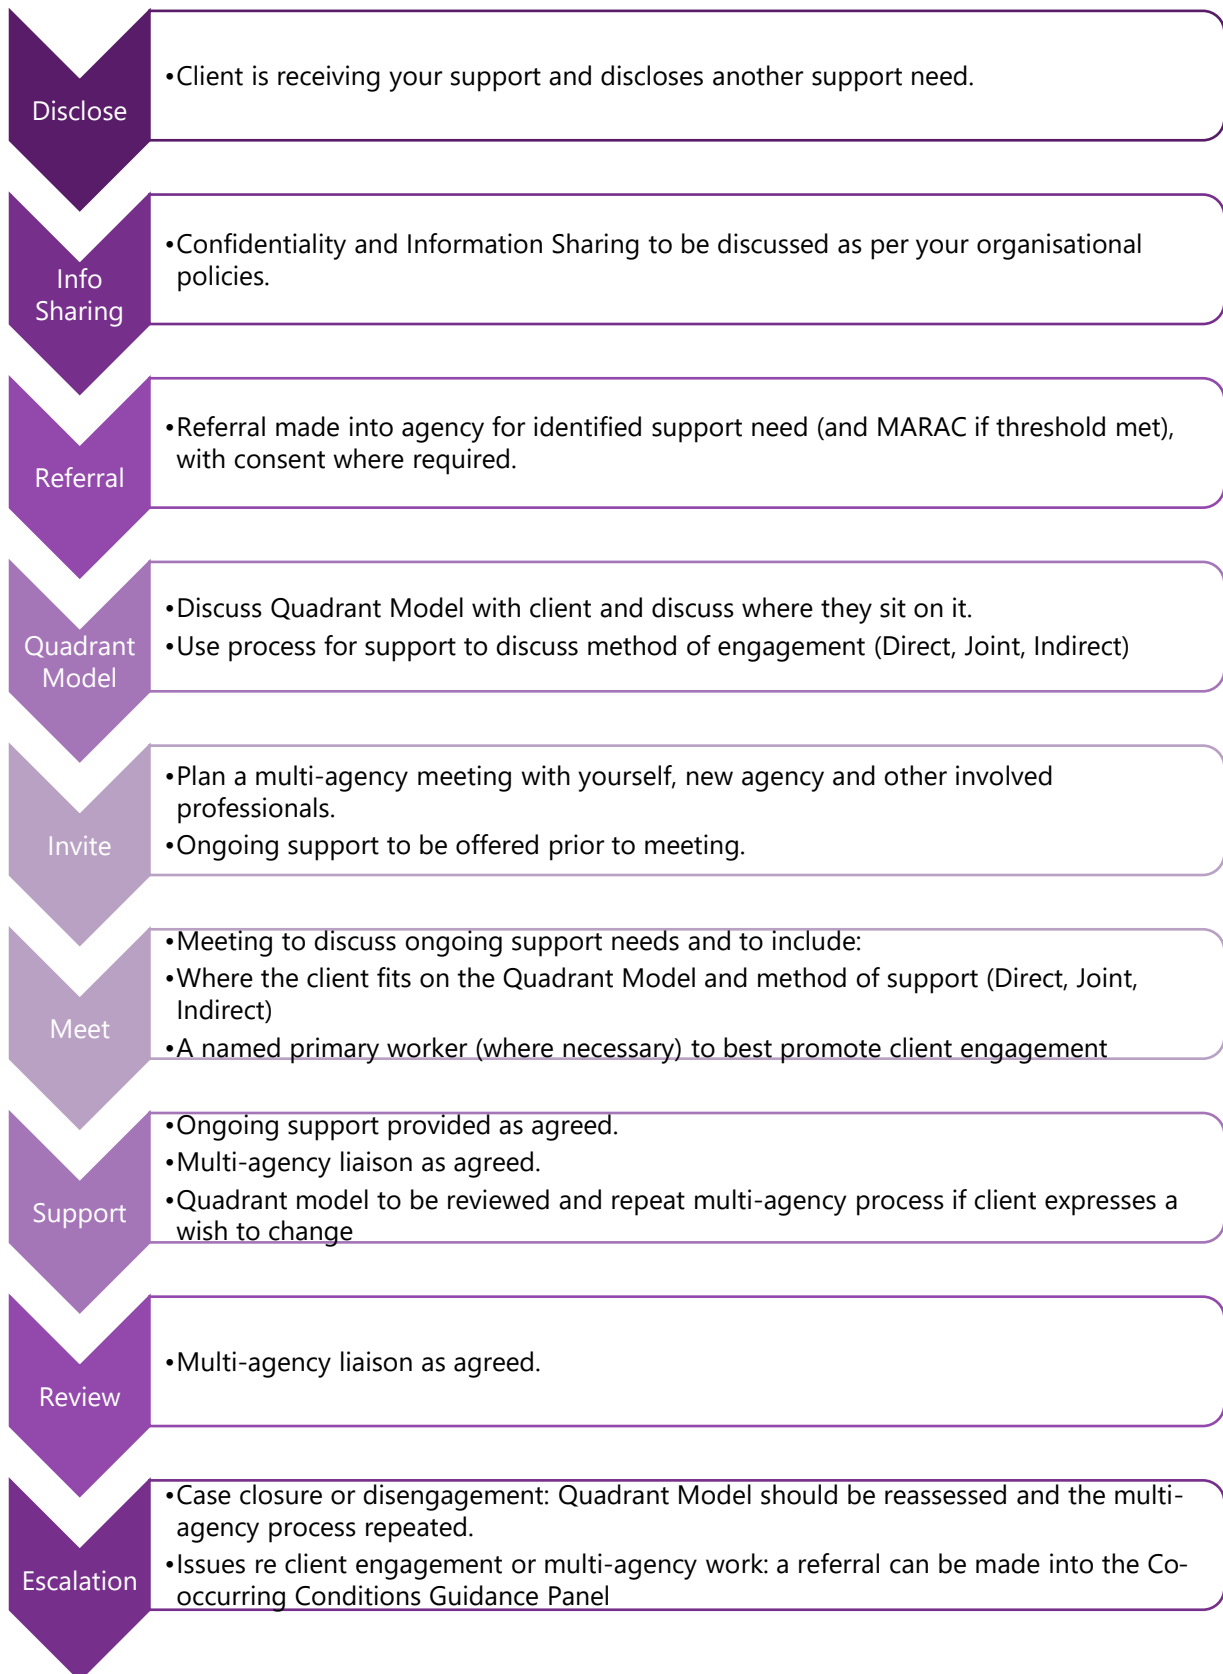 Disclose
•Client is receiving your support and discloses another support need.
Info
Sharing
•Confidentiality and Information Sharing to be discussed as per your organisational
policies.
Referral
•Referral made into agency for identified support need (and MARAC if threshold met),
with consent where required.
Quadrant
Model
•Discuss Quadrant Model with client and discuss where they sit on it.
•Use process for support to discuss method of engagement (Direct, Joint, Indirect)
Invite
•Plan a multi-agency meeting with yourself, new agency and other involved
professionals.
•Ongoing support to be offered prior to meeting.
Meet
•Meeting to discuss ongoing support needs and to include:
•Where the client fits on the Quadrant Model and method of support (Direct, Joint,
Indirect)
•A named primary worker (where necessary) to best promote client engagement
Support
•Ongoing support provided as agreed.
•Multi-agency liaison as agreed.
•Quadrant model to be reviewed and repeat multi-agency process if client expresses a
wish to change
Review
•Multi-agency liaison as agreed.
Escalation
•Case closure or disengagement: Quadrant Model should be reassessed and the multi-
agency process repeated.
•Issues re client engagement or multi-agency work: a referral can be made into the Co-
occurring Conditions Guidance Panel